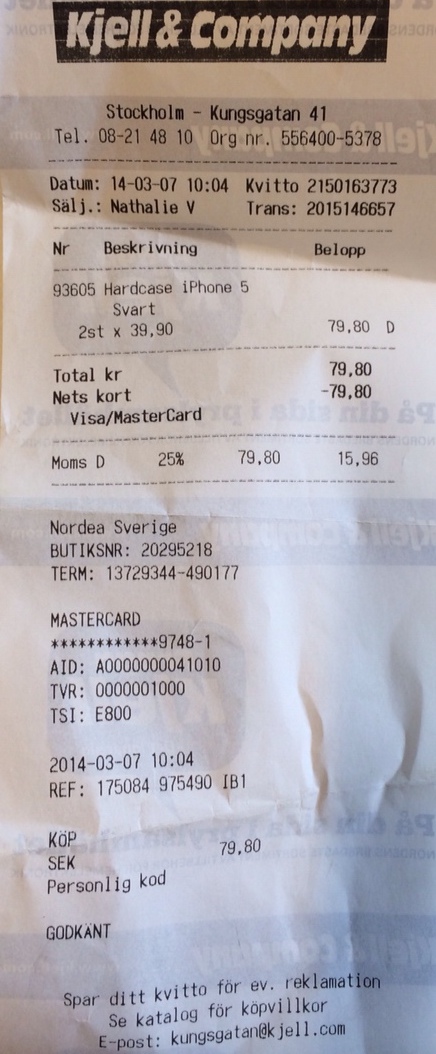 Kjell & Company
Stockholm - Kungsgatan 41
Tel. 08-21 48 10 Org nr. 556400-5378
Datum: 14-03-07 10:04 Kvitto 2150163773
Sälj.: Nathalie V Trans: 2015146657
Nr Beskrivning Belopp
93605 Hardcase iPhone 5
Svart
2st x 39,90 79,80 D
Total kr 79,80
Nets kort -79,80
Visa/MasterCard
Moms D 25% 79,80 15,96
Nordea Sverige
BUTIKSNR: 20295218
TERM: 13729344-490177
MASTERCARD
************9748-1
AID: A0000000041010
TVR: 0000001000
TSI: E800
2014-03-07 10:04
REF: 175084 975490 IB1
KÖP 79,80
SEK
Personlig kod
GODKÄNT
Spar ditt kvitto för ev. reklamation
Se katalog för köpvillkor
E-post: kungsgatan@kjell.com